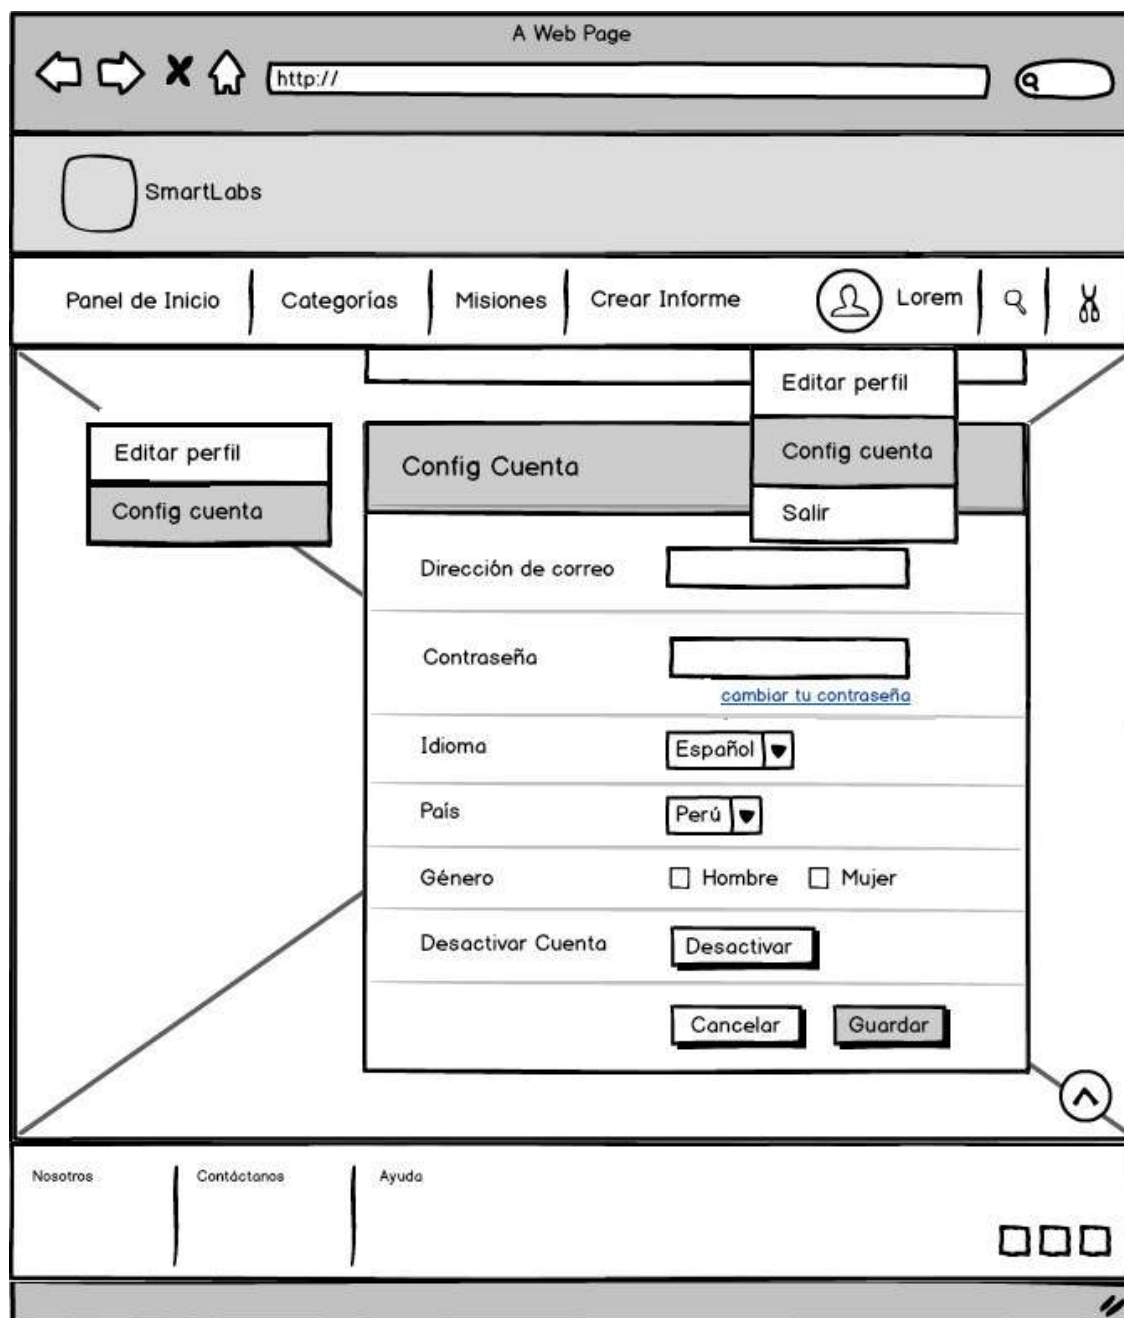 A Web Page
http://
SmartLabs
Panel de Inicio
Categorías
Misiones
Crear Informe
Lorem
Editar perfil
Config cuenta
Salir
Editar perfil
Config cuenta
Config Cuenta
Dirección de correo
Contraseña
cambiar tu contraseña
Idioma
Español
País
Perú
Género
Hombre
Mujer
Desactivar Cuenta
Desactivar
Cancelar
Guardar
Nosotros
Contáctanos
Ayuda